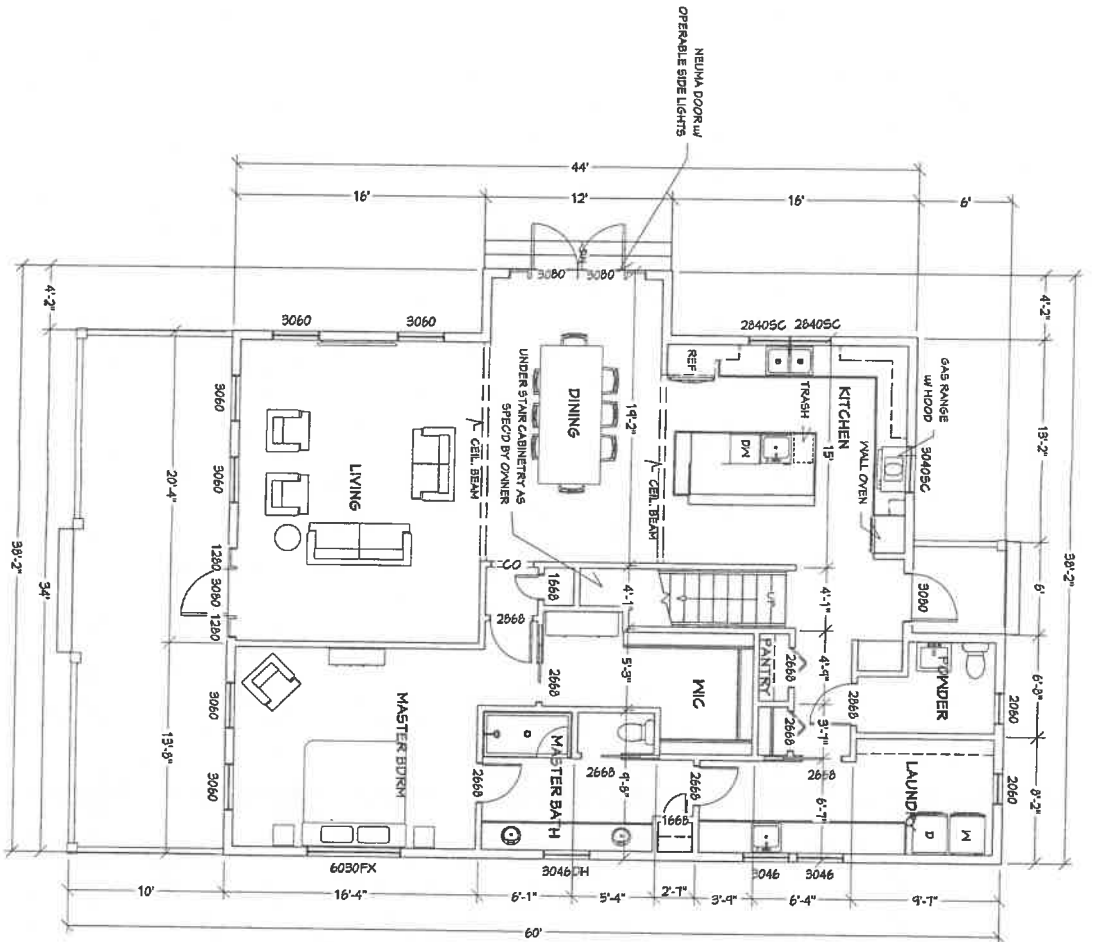 NEUMA DOOR W/
OPERABLE SIDE LIGHTS
44'
16'
12'
16'
6'
38'-2"
4'-2"
4'-2"
13'-2"
6'
38'-2"
6'-8"
8'-2"
3080
3080
3060
3060
2840SC
2840SC
REF
TRASH
KITCHEN
GAS RANGE
W/ HOOD
3040SC
WALL OVEN
15'
DW
DINING
19'-2"
UNDER STAIR CABINETRY AS
SPEC'D BY OWNER
CEIL. BEAM
CEIL. BEAM
LIVING
3060
3060
20'-4"
34'
1280
3080
1280
CO
1668
4'-1"
UP
4'-1"
3080
2868
2668
5'-3"
WIC
PANTRY
2668
4'-9"
2868
POWDER
2060
2668
3'-7"
2668
LAUNDRY
2060
D
W
6'-7"
3060
3060
13'-8"
MASTER BDRM
2668
MASTER BATH
2668
9'-8"
2668
1668
6030FX
3046DH
3046
3046
10'
16'-4"
6'-1"
5'-4"
2'-7"
3'-9"
6'-4"
9'-7"
60'